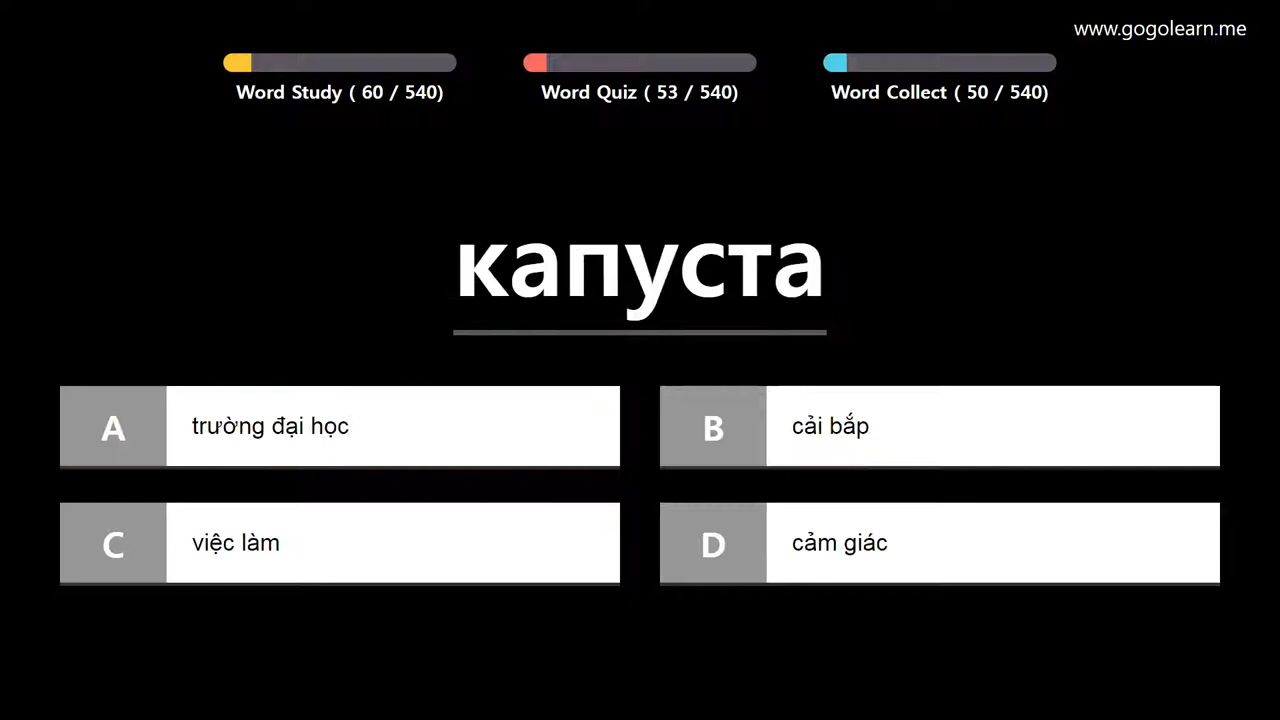 www.gogolearn.me
Word Study ( 60 / 540)
Word Quiz ( 53 / 540)
Word Collect ( 50 / 540)
капуста
A trường đại học
B cải bắp
C việc làm
D cảm giác